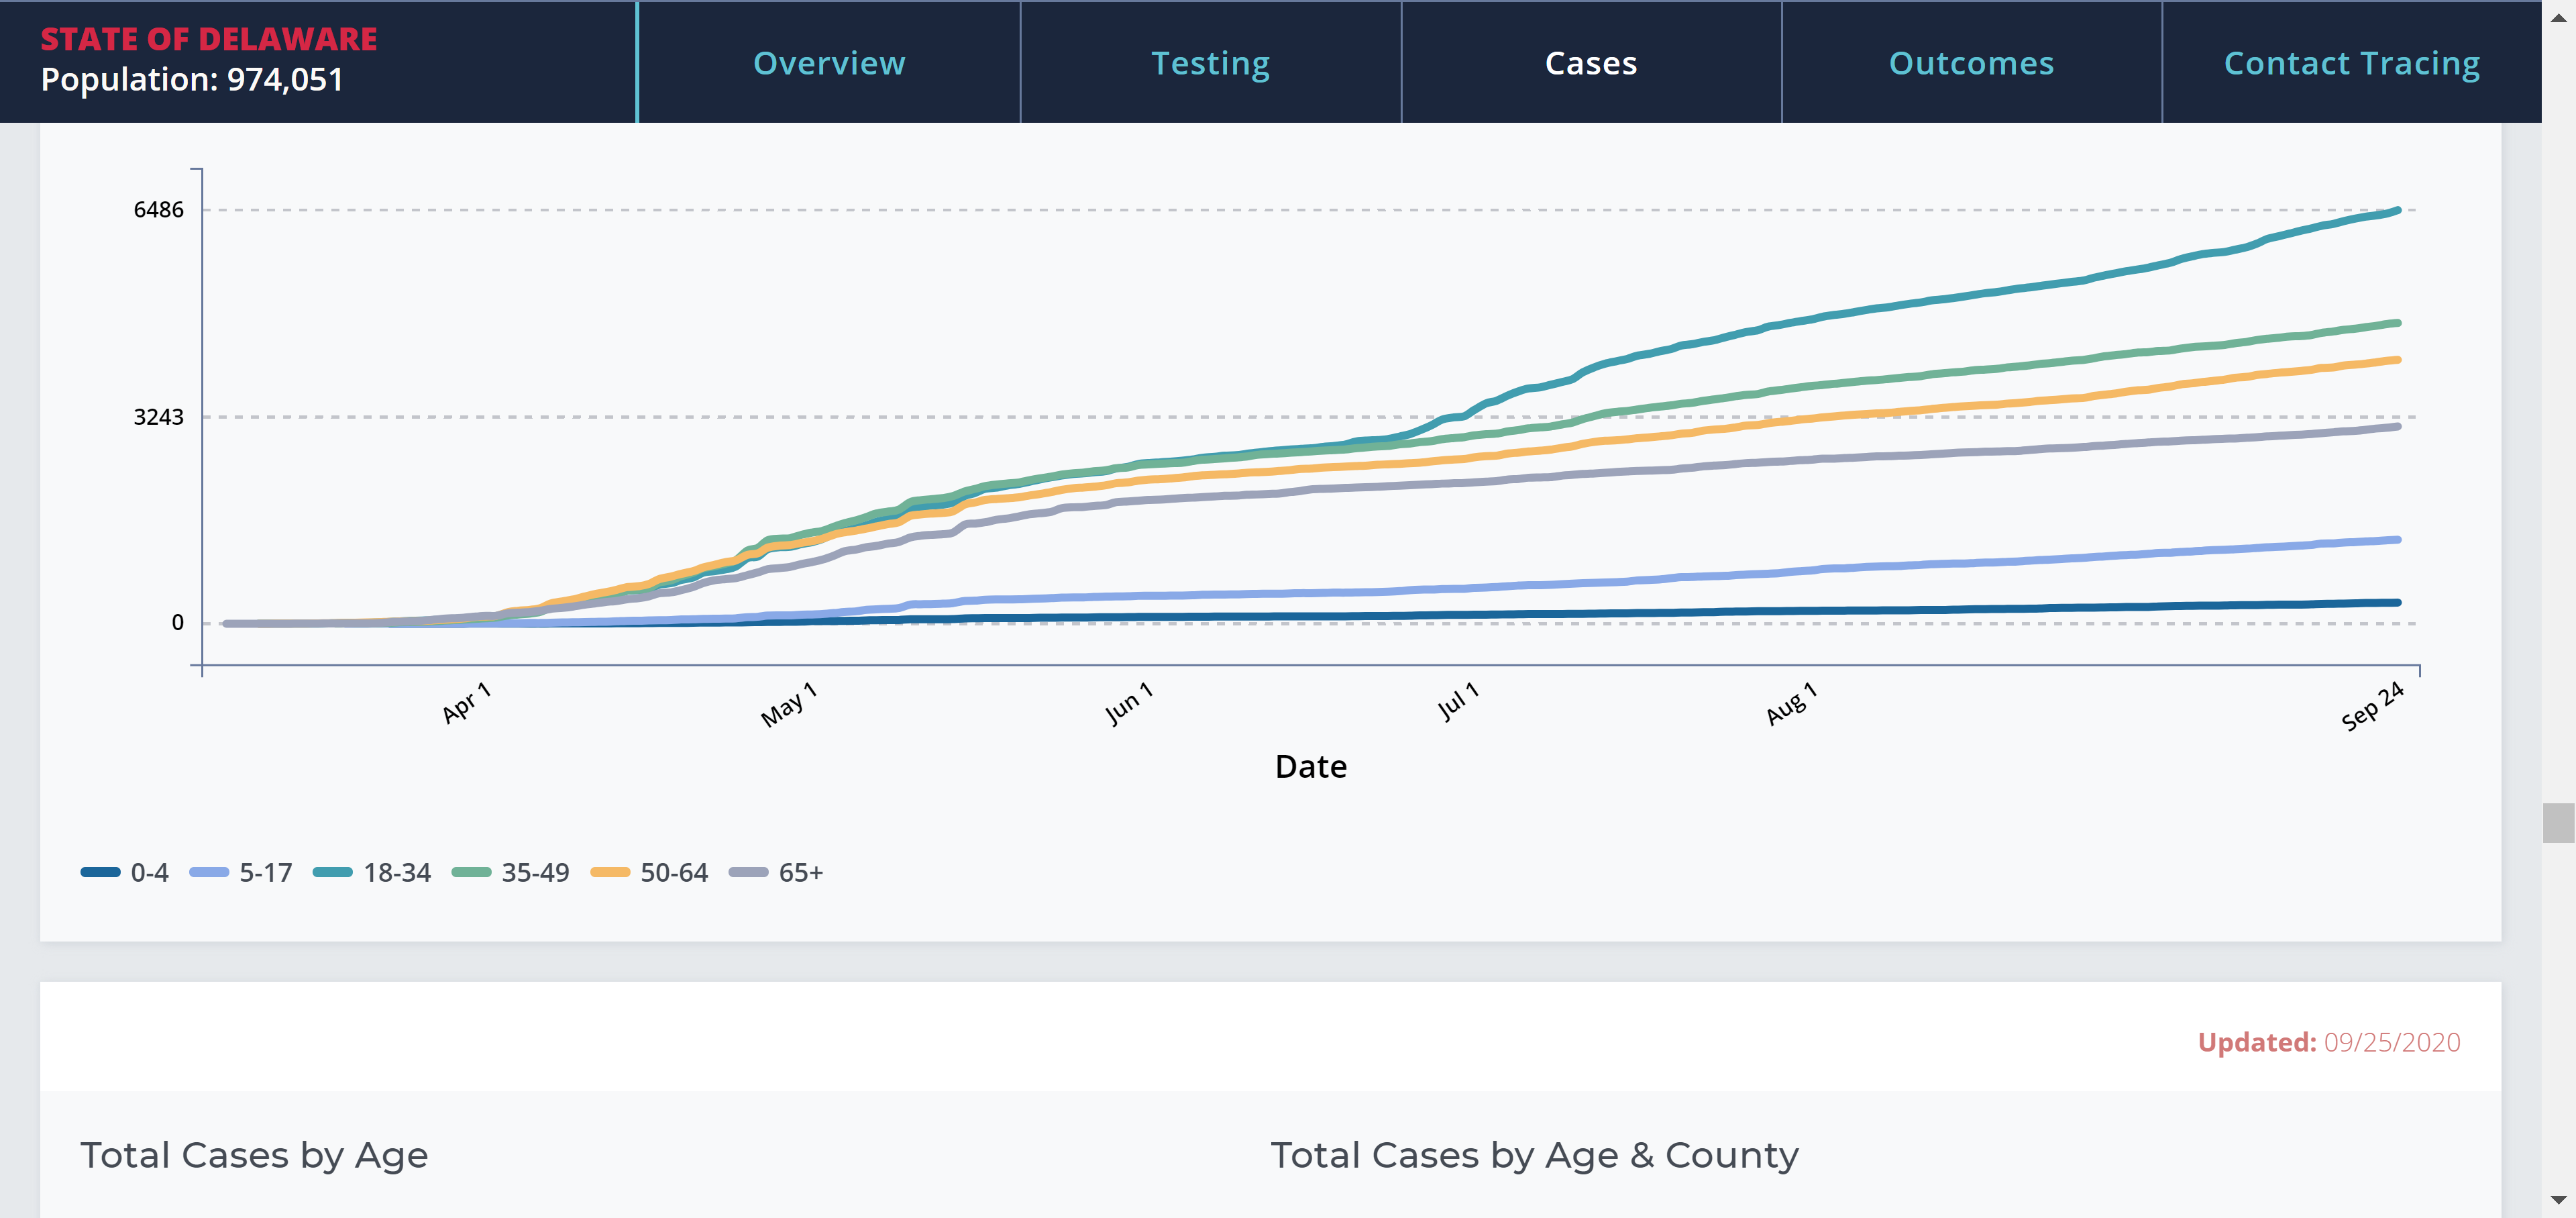 STATE OF DELAWARE
Population: 974,051
Overview
Testing
Cases
Outcomes
Contact Tracing
6486
3243
0
Apr 1
May 1
Jun 1
Jul 1
Aug 1
Sep 24
Date
0-4
5-17
18-34
35-49
50-64
65+
Updated: 09/25/2020
Total Cases by Age
Total Cases by Age & County